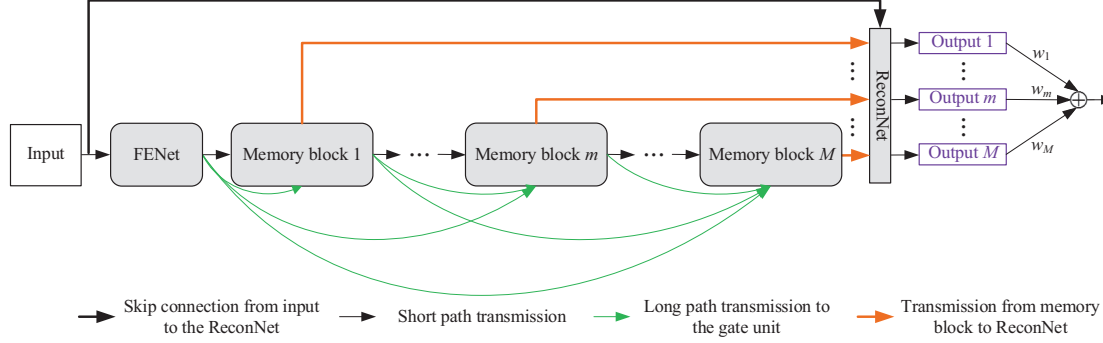 Input
FENet
Memory block 1
...
Memory block m
...
Memory block M
ReconNet
Output 1
Output m
Output M
w1
wm
wM
Skip connection from input
to the ReconNet
Short path transmission
Long path transmission to
the gate unit
Transmission from memory
block to ReconNet